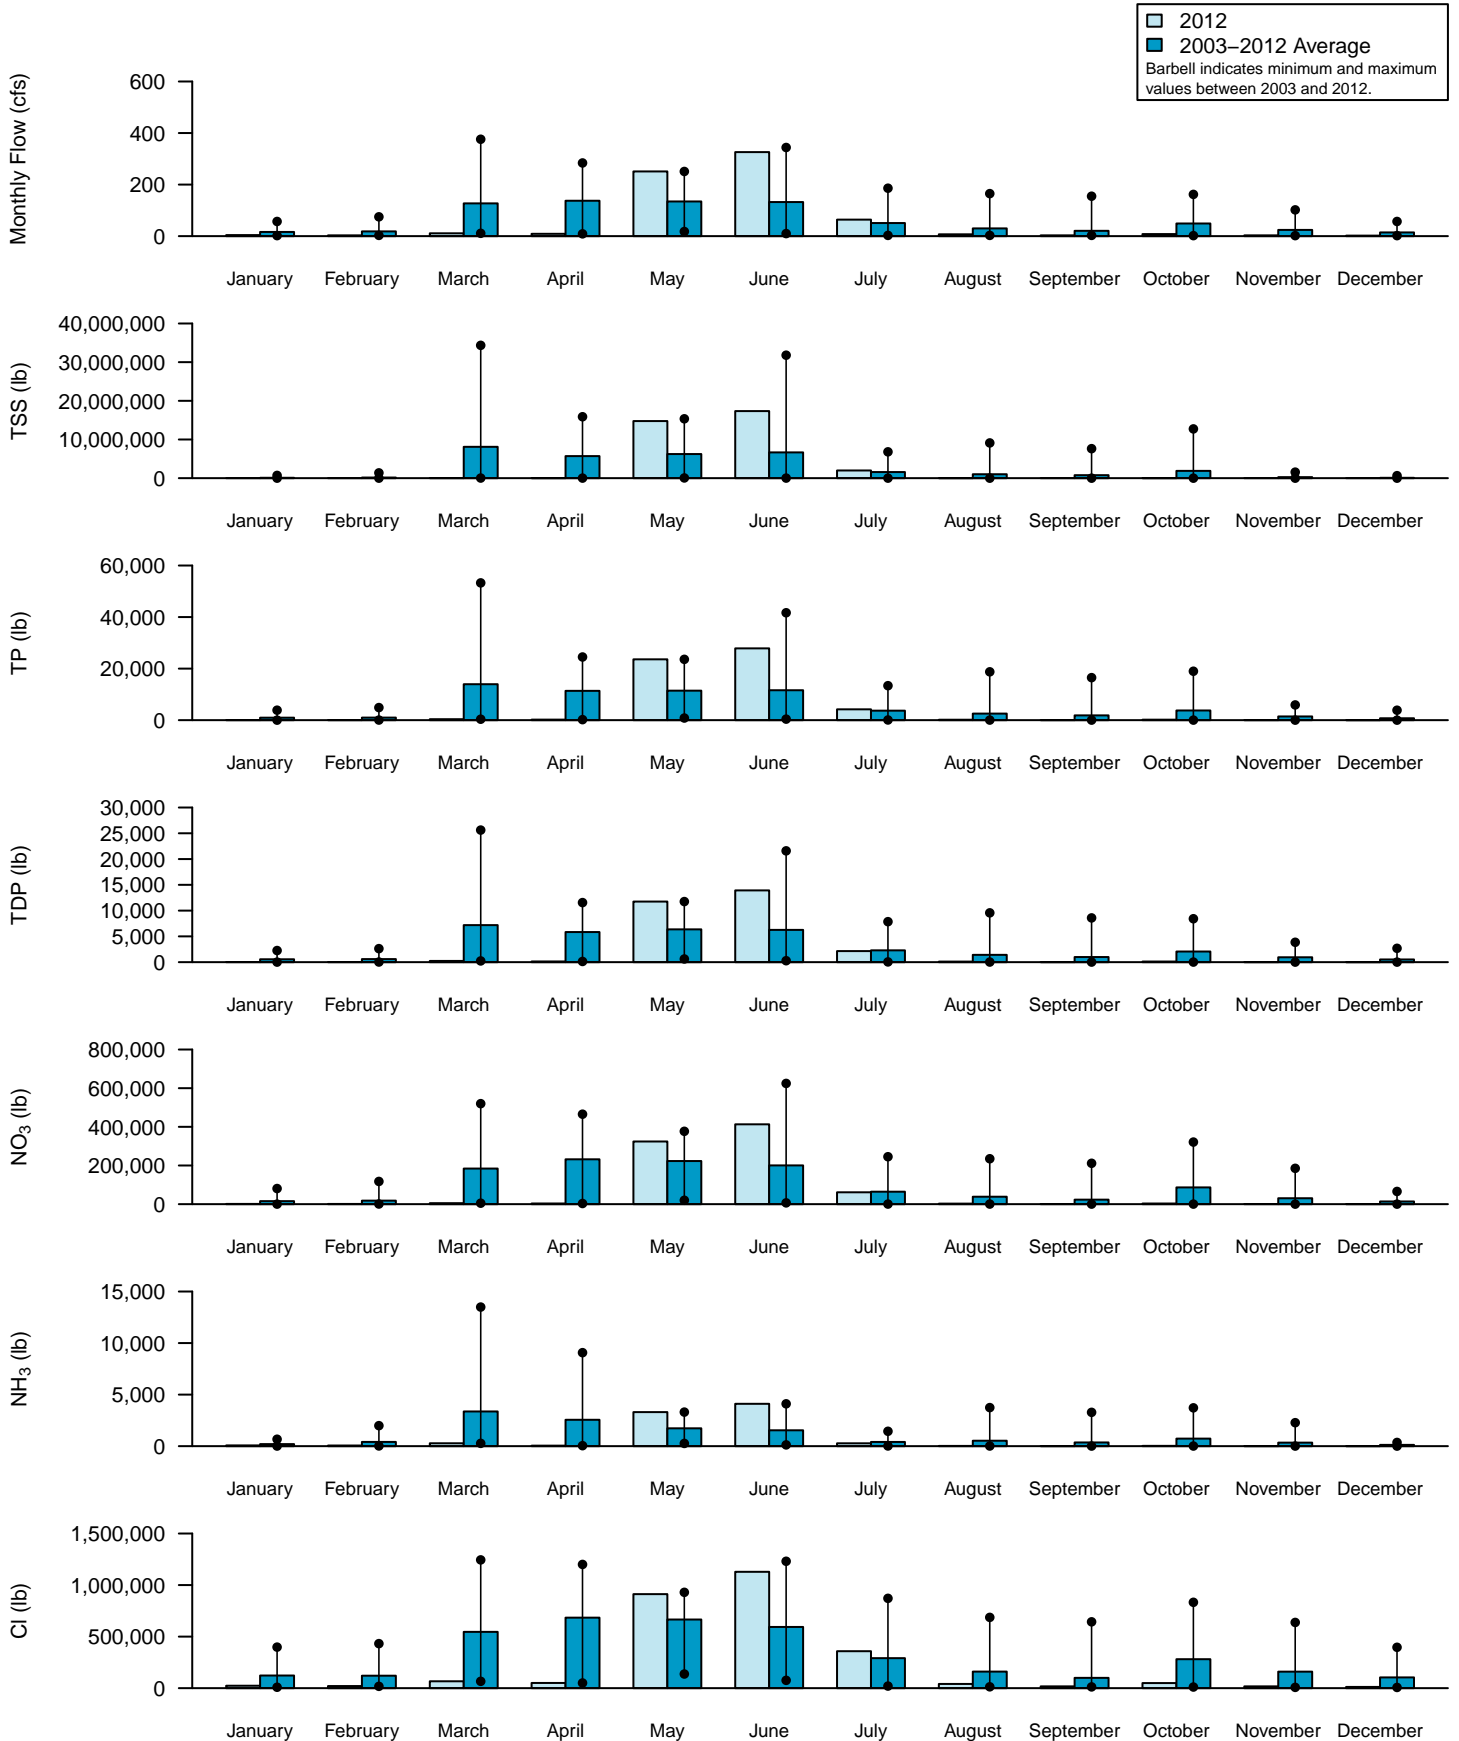 2012
2003–2012 Average
Barbell indicates minimum and maximum
values between 2003 and 2012.
Monthly Flow (cfs)
600
400
200
0
January February March April May June July August September October November December
TSS (lb)
40,000,000
30,000,000
20,000,000
10,000,000
0
January February March April May June July August September October November December
TP (lb)
60,000
40,000
20,000
0
January February March April May June July August September October November December
TDP (lb)
30,000
25,000
20,000
15,000
10,000
5,000
0
January February March April May June July August September October November December
NO₃ (lb)
800,000
600,000
400,000
200,000
0
January February March April May June July August September October November December
NH₃ (lb)
15,000
10,000
5,000
0
January February March April May June July August September October November December
Cl (lb)
1,500,000
1,000,000
500,000
0
January February March April May June July August September October November December